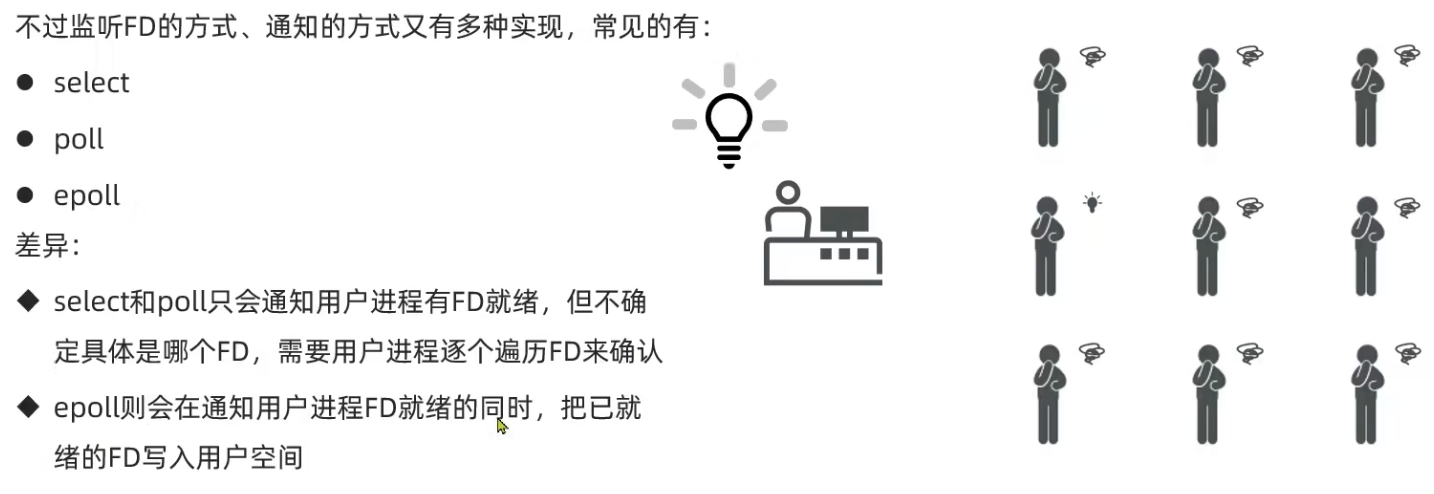 不过监听FD的方式、通知的方式又有多种实现，常见的有：
● select
● poll
● epoll
差异：
◆ select和poll只会通知用户进程有FD就绪，但不确
定具体是哪个FD，需要用户进程逐个遍历FD来确认
◆ epoll则会在通知用户进程FD就绪的同时，把已就
绪的FD写入用户空间